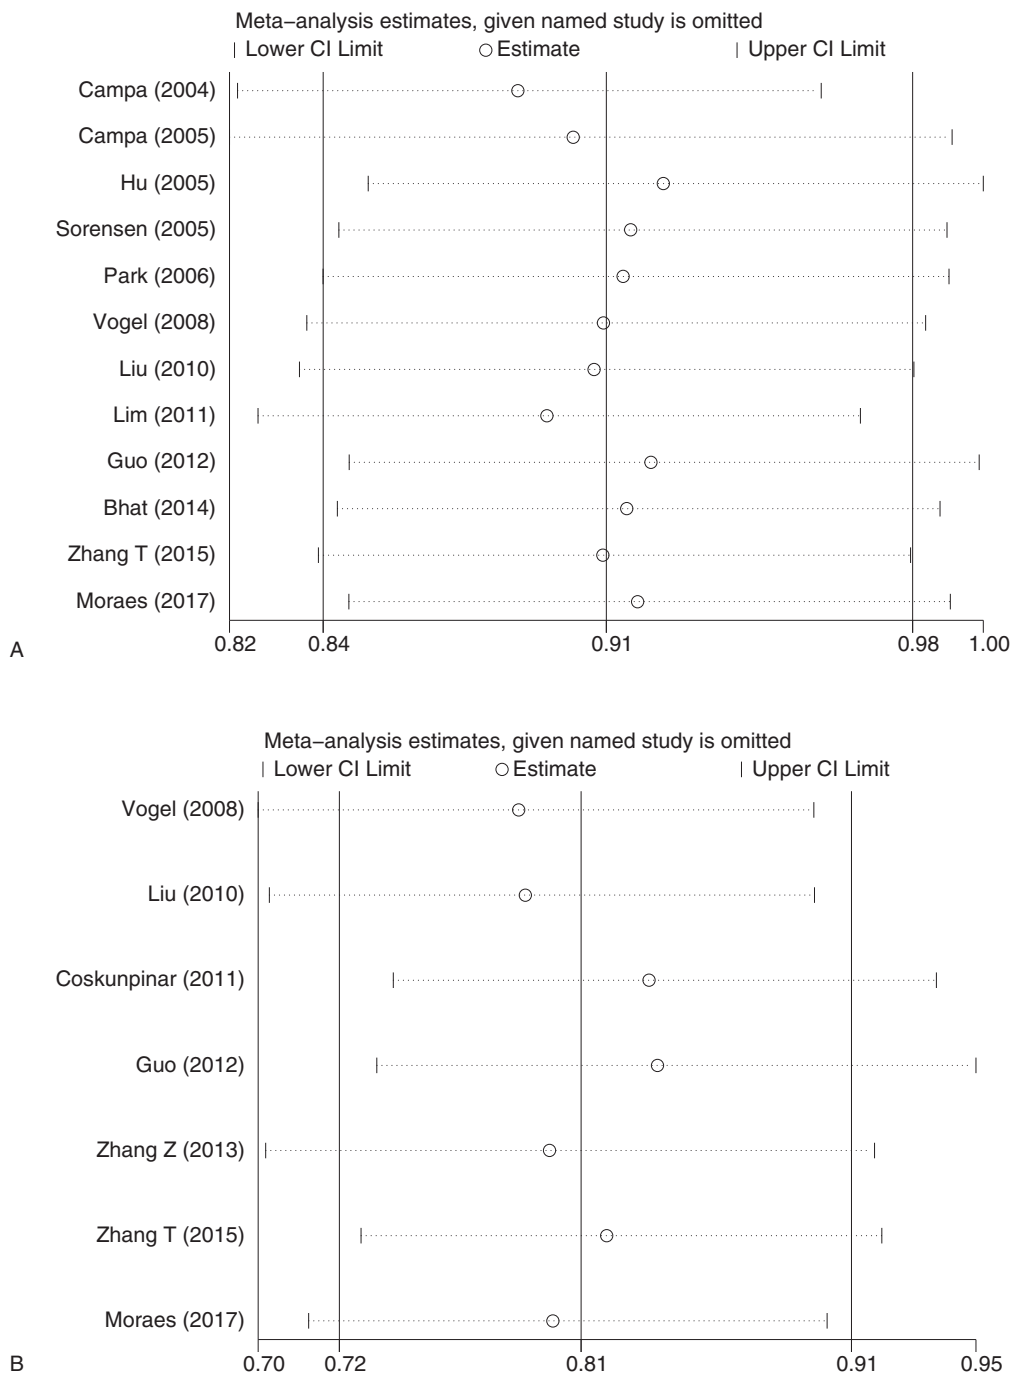 Meta−analysis estimates, given named study is omitted
| Lower CI Limit ○ Estimate | Upper CI Limit
Campa (2004)
Campa (2005)
Hu (2005)
Sorensen (2005)
Park (2006)
Vogel (2008)
Liu (2010)
Lim (2011)
Guo (2012)
Bhat (2014)
Zhang T (2015)
Moraes (2017)
0.82 0.84 0.91 0.98 1.00
A
Meta−analysis estimates, given named study is omitted
| Lower CI Limit ○ Estimate | Upper CI Limit
Vogel (2008)
Liu (2010)
Coskunpinar (2011)
Guo (2012)
Zhang Z (2013)
Zhang T (2015)
Moraes (2017)
0.70 0.72 0.81 0.91 0.95
B